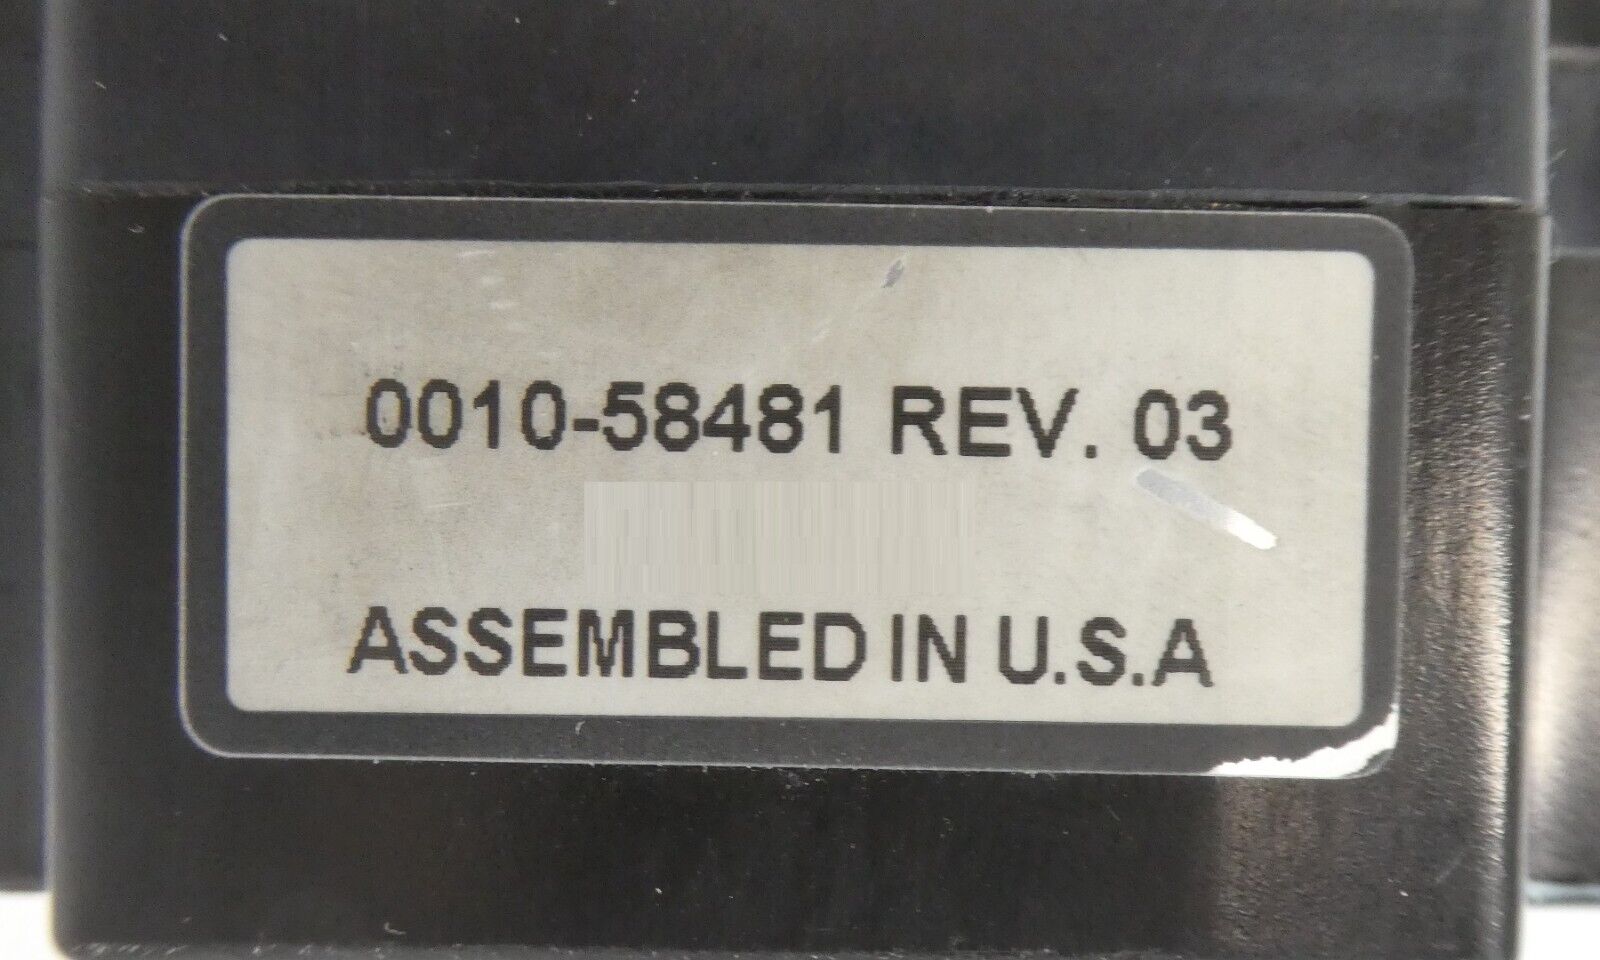 0010-58481 REV. 03
ASSEMBLED IN U.S.A